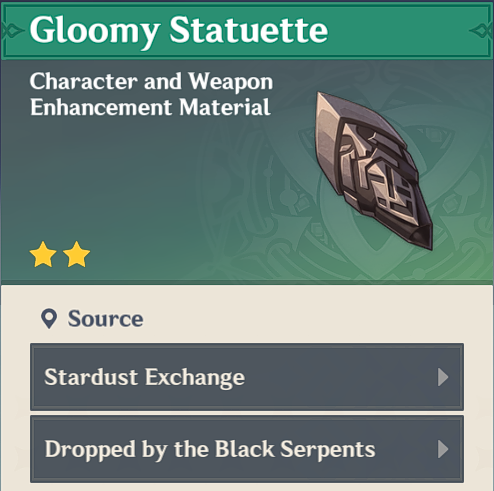 Gloomy Statuette
Character and Weapon
Enhancement Material
Source
Stardust Exchange
Dropped by the Black Serpents